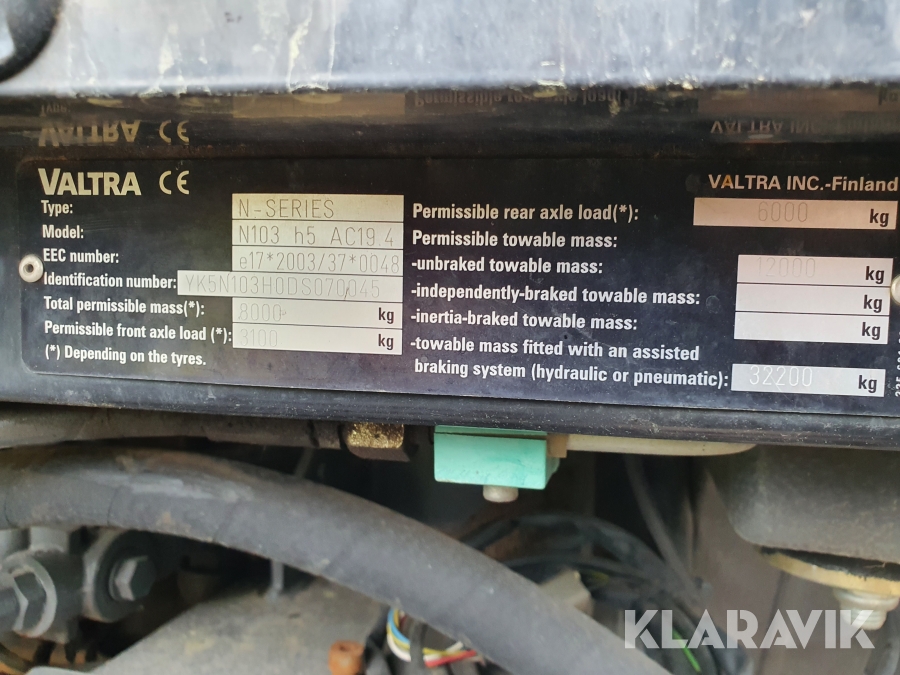 VALTRA CE
VALTRA INC.-Finland
Type: N-SERIES
Model: N103 h5 AC19.4
EEC number: e17*2003/37*0048
Identification number: YK5N103H0DS070045
Total permissible mass(*): 8000 kg
Permissible front axle load (*): 3100 kg
(*) Depending on the tyres.
Permissible rear axle load(*): 6000 kg
Permissible towable mass:
-unbraked towable mass: 12000 kg
-independently-braked towable mass: kg
-inertia-braked towable mass: kg
-towable mass fitted with an assisted
braking system (hydraulic or pneumatic): 32200 kg
KLARAVIK